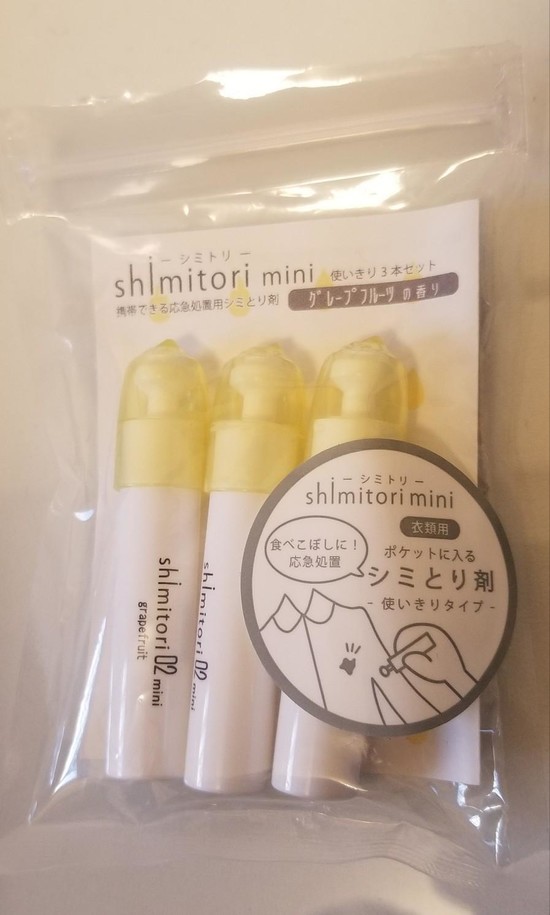 ー シミトリ ー
shimitori mini 使いきり3本セット
携帯できる応急処置用シミとり剤 グレープフルーツ の香り
shimitori 02 mini
grapefruit
shimitori 02 mini
ー シミトリ ー
shimitori mini
衣類用
食べこぼしに!
応急処置
ポケットに入る
シミとり剤
- 使いきりタイプ -